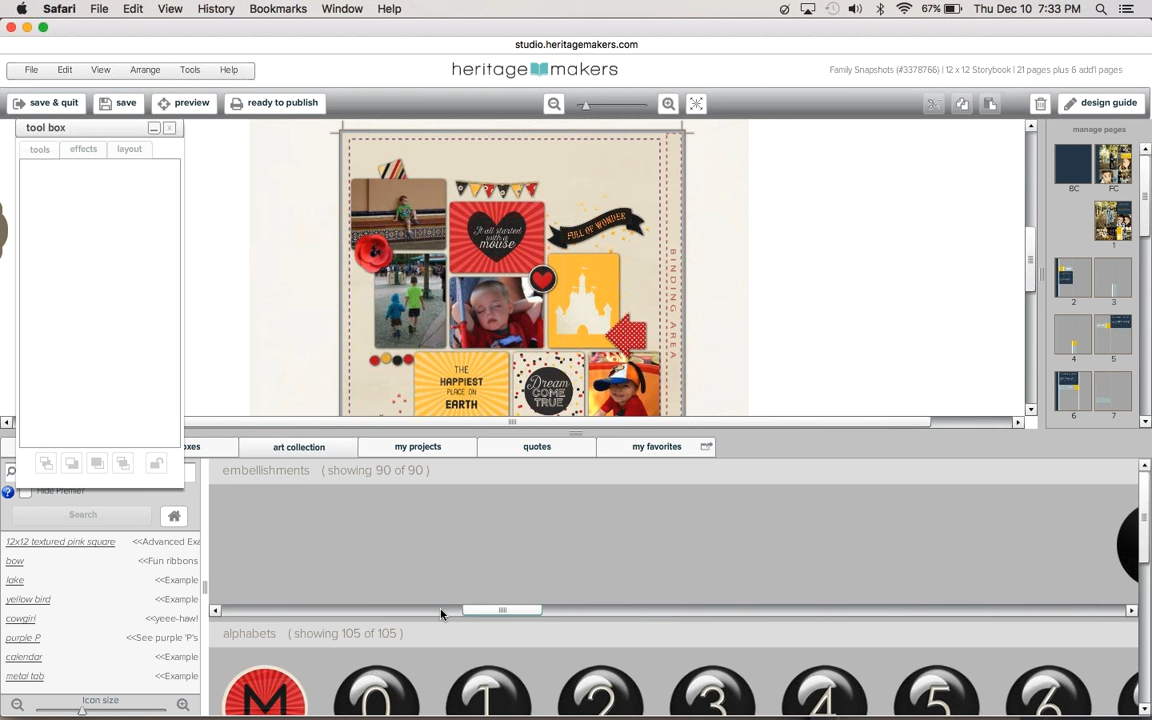 Safari File Edit View History Bookmarks Window Help 67% Thu Dec 10 7:33 PM
studio.heritagemakers.com
File Edit View Arrange Tools Help
heritage makers
Family Snapshots (#3378766) | 12 x 12 Storybook | 21 pages plus 6 add'l pages
save & quit save preview ready to publish design guide
tool box
tools effects layout
manage pages
BC FC
1
2 3
4 5
6 7
It all started with a mouse
FULL OF WONDER
BINDING AREA
THE HAPPIEST PLACE ON EARTH
Dream COME TRUE
oxes art collection my projects quotes my favorites
Hide Premier
Search
12x12 textured pink square <<Advanced Exa
bow <<Fun ribbons
lake <<Example
yellow bird <<Example
cowgirl <<yeee-haw!
purple P <<See purple 'P's
calendar <<Example
metal tab <<Example
Icon size
embellishments ( showing 90 of 90 )
alphabets ( showing 105 of 105 )
M 0 1 2 3 4 5 6